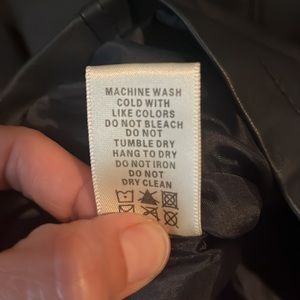 MACHINE WASH
COLD WITH
LIKE COLORS
DO NOT BLEACH
DO NOT
TUMBLE DRY
HANG TO DRY
DO NOT IRON
DO NOT
DRY CLEAN